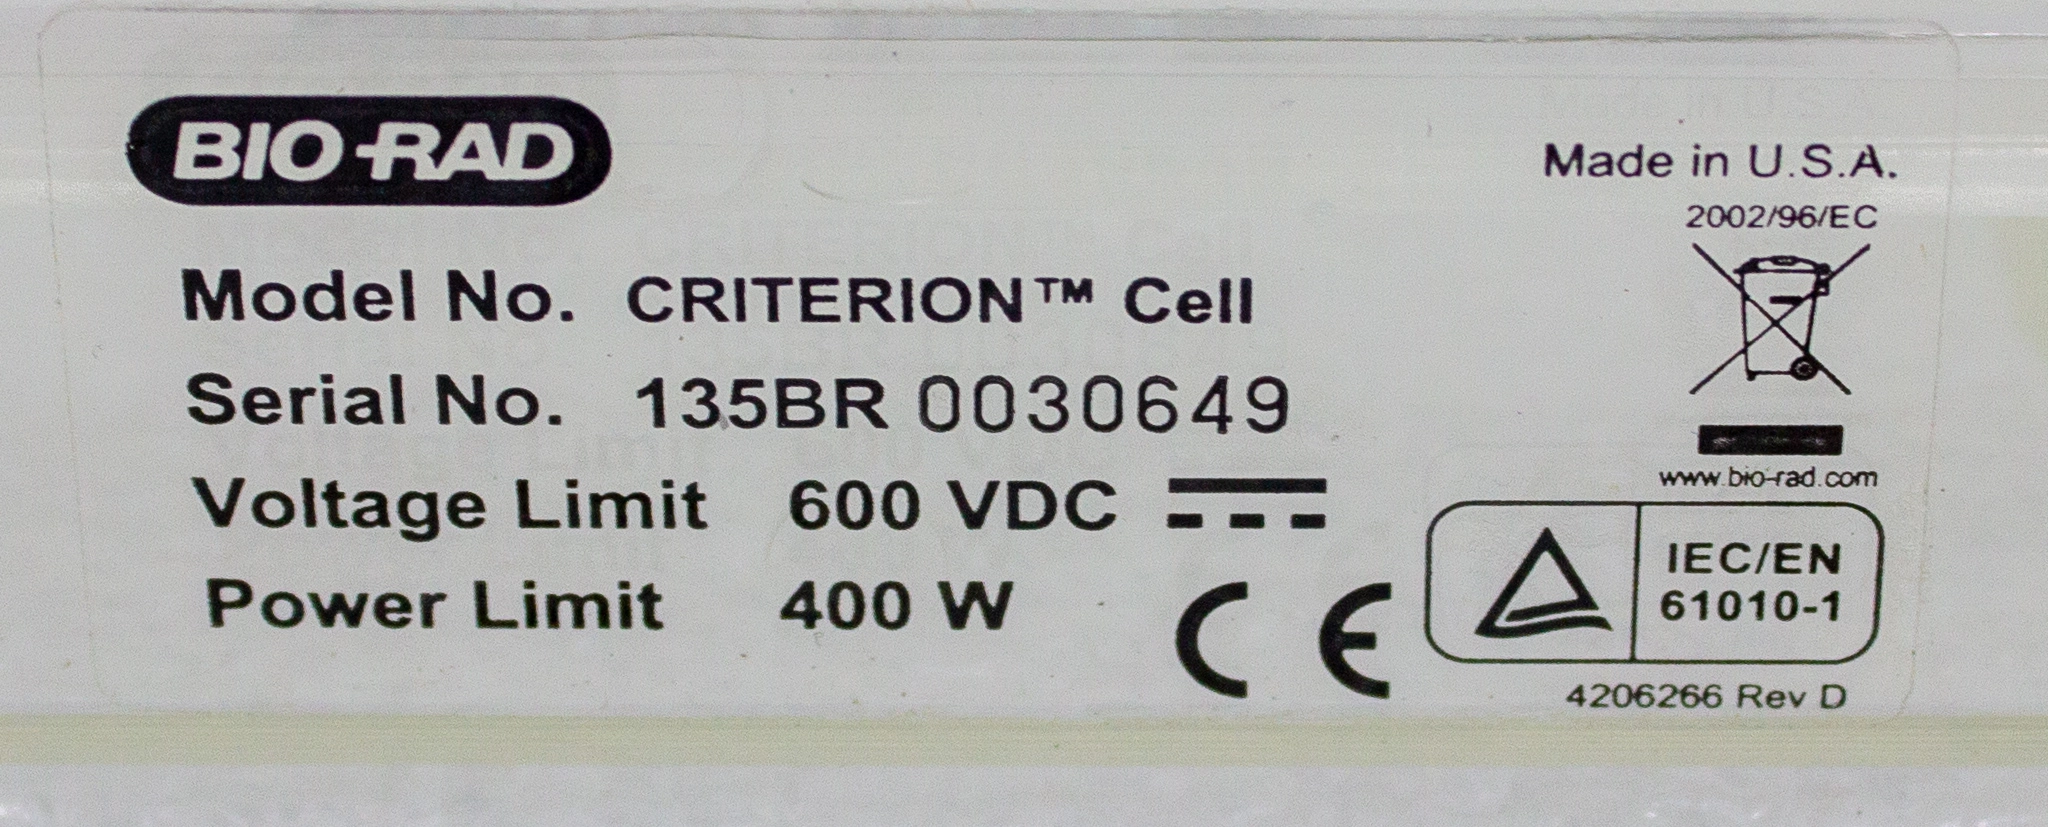 BIO-RAD
Made in U.S.A.
2002/96/EC
Model No. CRITERION™ Cell
Serial No. 135BR 0030649
Voltage Limit 600 VDC
Power Limit 400 W
www.bio-rad.com
CE
IEC/EN
61010-1
4206266 Rev D